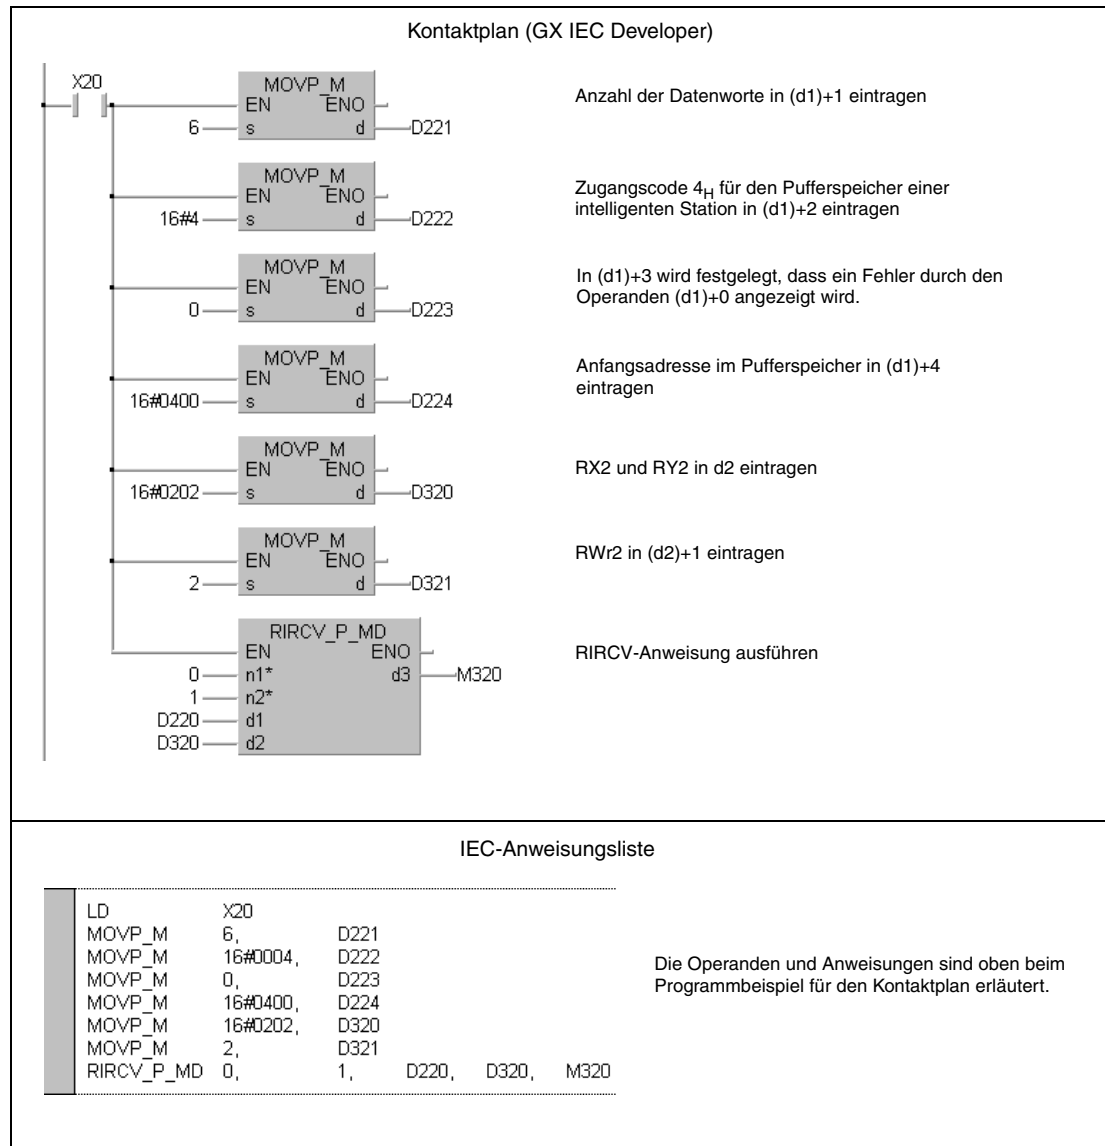 Kontaktplan (GX IEC Developer)
X20
MOVP_M
EN ENO
6 s d D221
Anzahl der Datenworte in (d1)+1 eintragen
MOVP_M
EN ENO
16#4 s d D222
Zugangscode 4H für den Pufferspeicher einer
intelligenten Station in (d1)+2 eintragen
MOVP_M
EN ENO
0 s d D223
In (d1)+3 wird festgelegt, dass ein Fehler durch den
Operanden (d1)+0 angezeigt wird.
MOVP_M
EN ENO
16#0400 s d D224
Anfangsadresse im Pufferspeicher in (d1)+4
eintragen
MOVP_M
EN ENO
16#0202 s d D320
RX2 und RY2 in d2 eintragen
MOVP_M
EN ENO
2 s d D321
RWr2 in (d2)+1 eintragen
RIRCV_P_MD
EN ENO
0 n1* d3 M320
1 n2*
D220 d1
D320 d2
RIRCV-Anweisung ausführen
IEC-Anweisungsliste
LD X20
MOVP_M 6, D221
MOVP_M 16#0004, D222
MOVP_M 0, D223
MOVP_M 16#0400, D224
MOVP_M 16#0202, D320
MOVP_M 2, D321
RIRCV_P_MD 0, 1, D220, D320, M320
Die Operanden und Anweisungen sind oben beim
Programmbeispiel für den Kontaktplan erläutert.